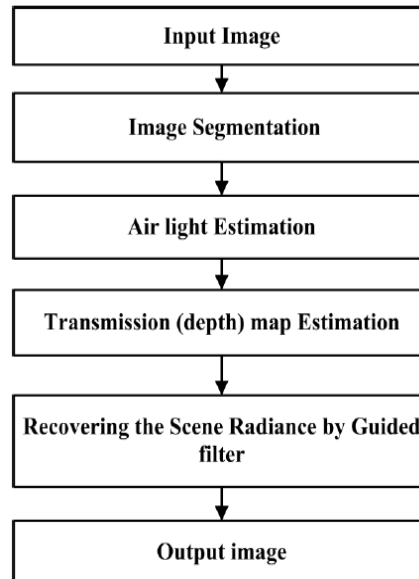 Input Image
Image Segmentation
Air light Estimation
Transmission (depth) map Estimation
Recovering the Scene Radiance by Guided
filter
Output image